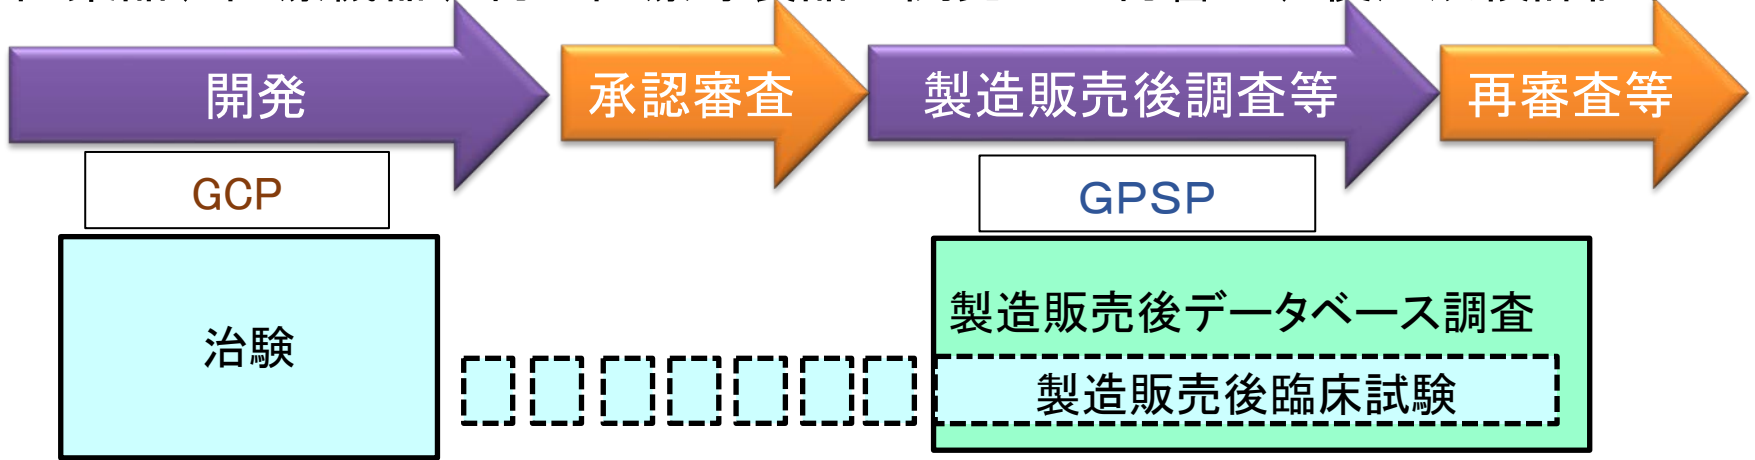 開発
承認審査
製造販売後調査等
再審査等
GCP
GPSP
治験
製造販売後データベース調査
製造販売後臨床試験